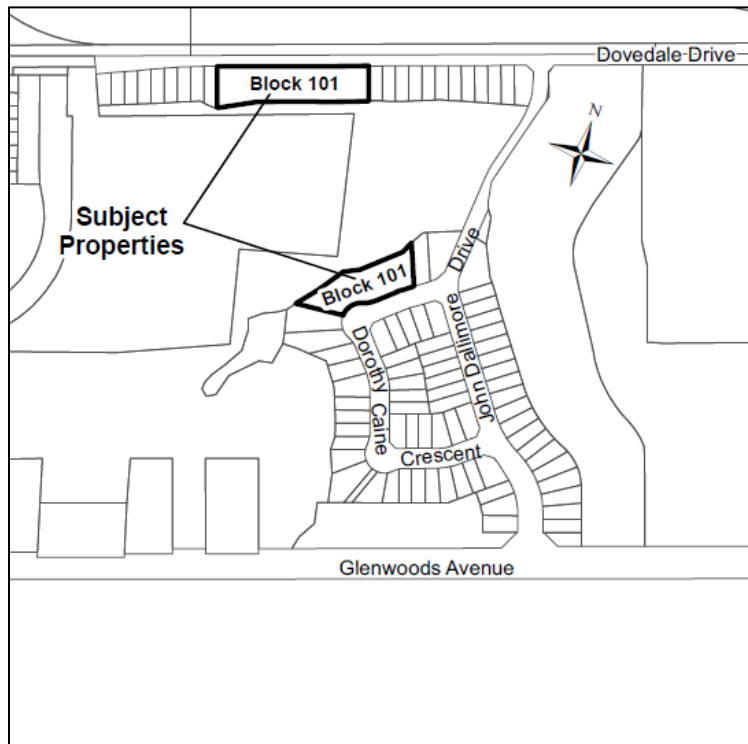 Dovedale Drive
Block 101
N
Subject
Properties
Block 101
Drive
John Dallimore
Dorothy
Caine
Crescent
Glenwoods Avenue